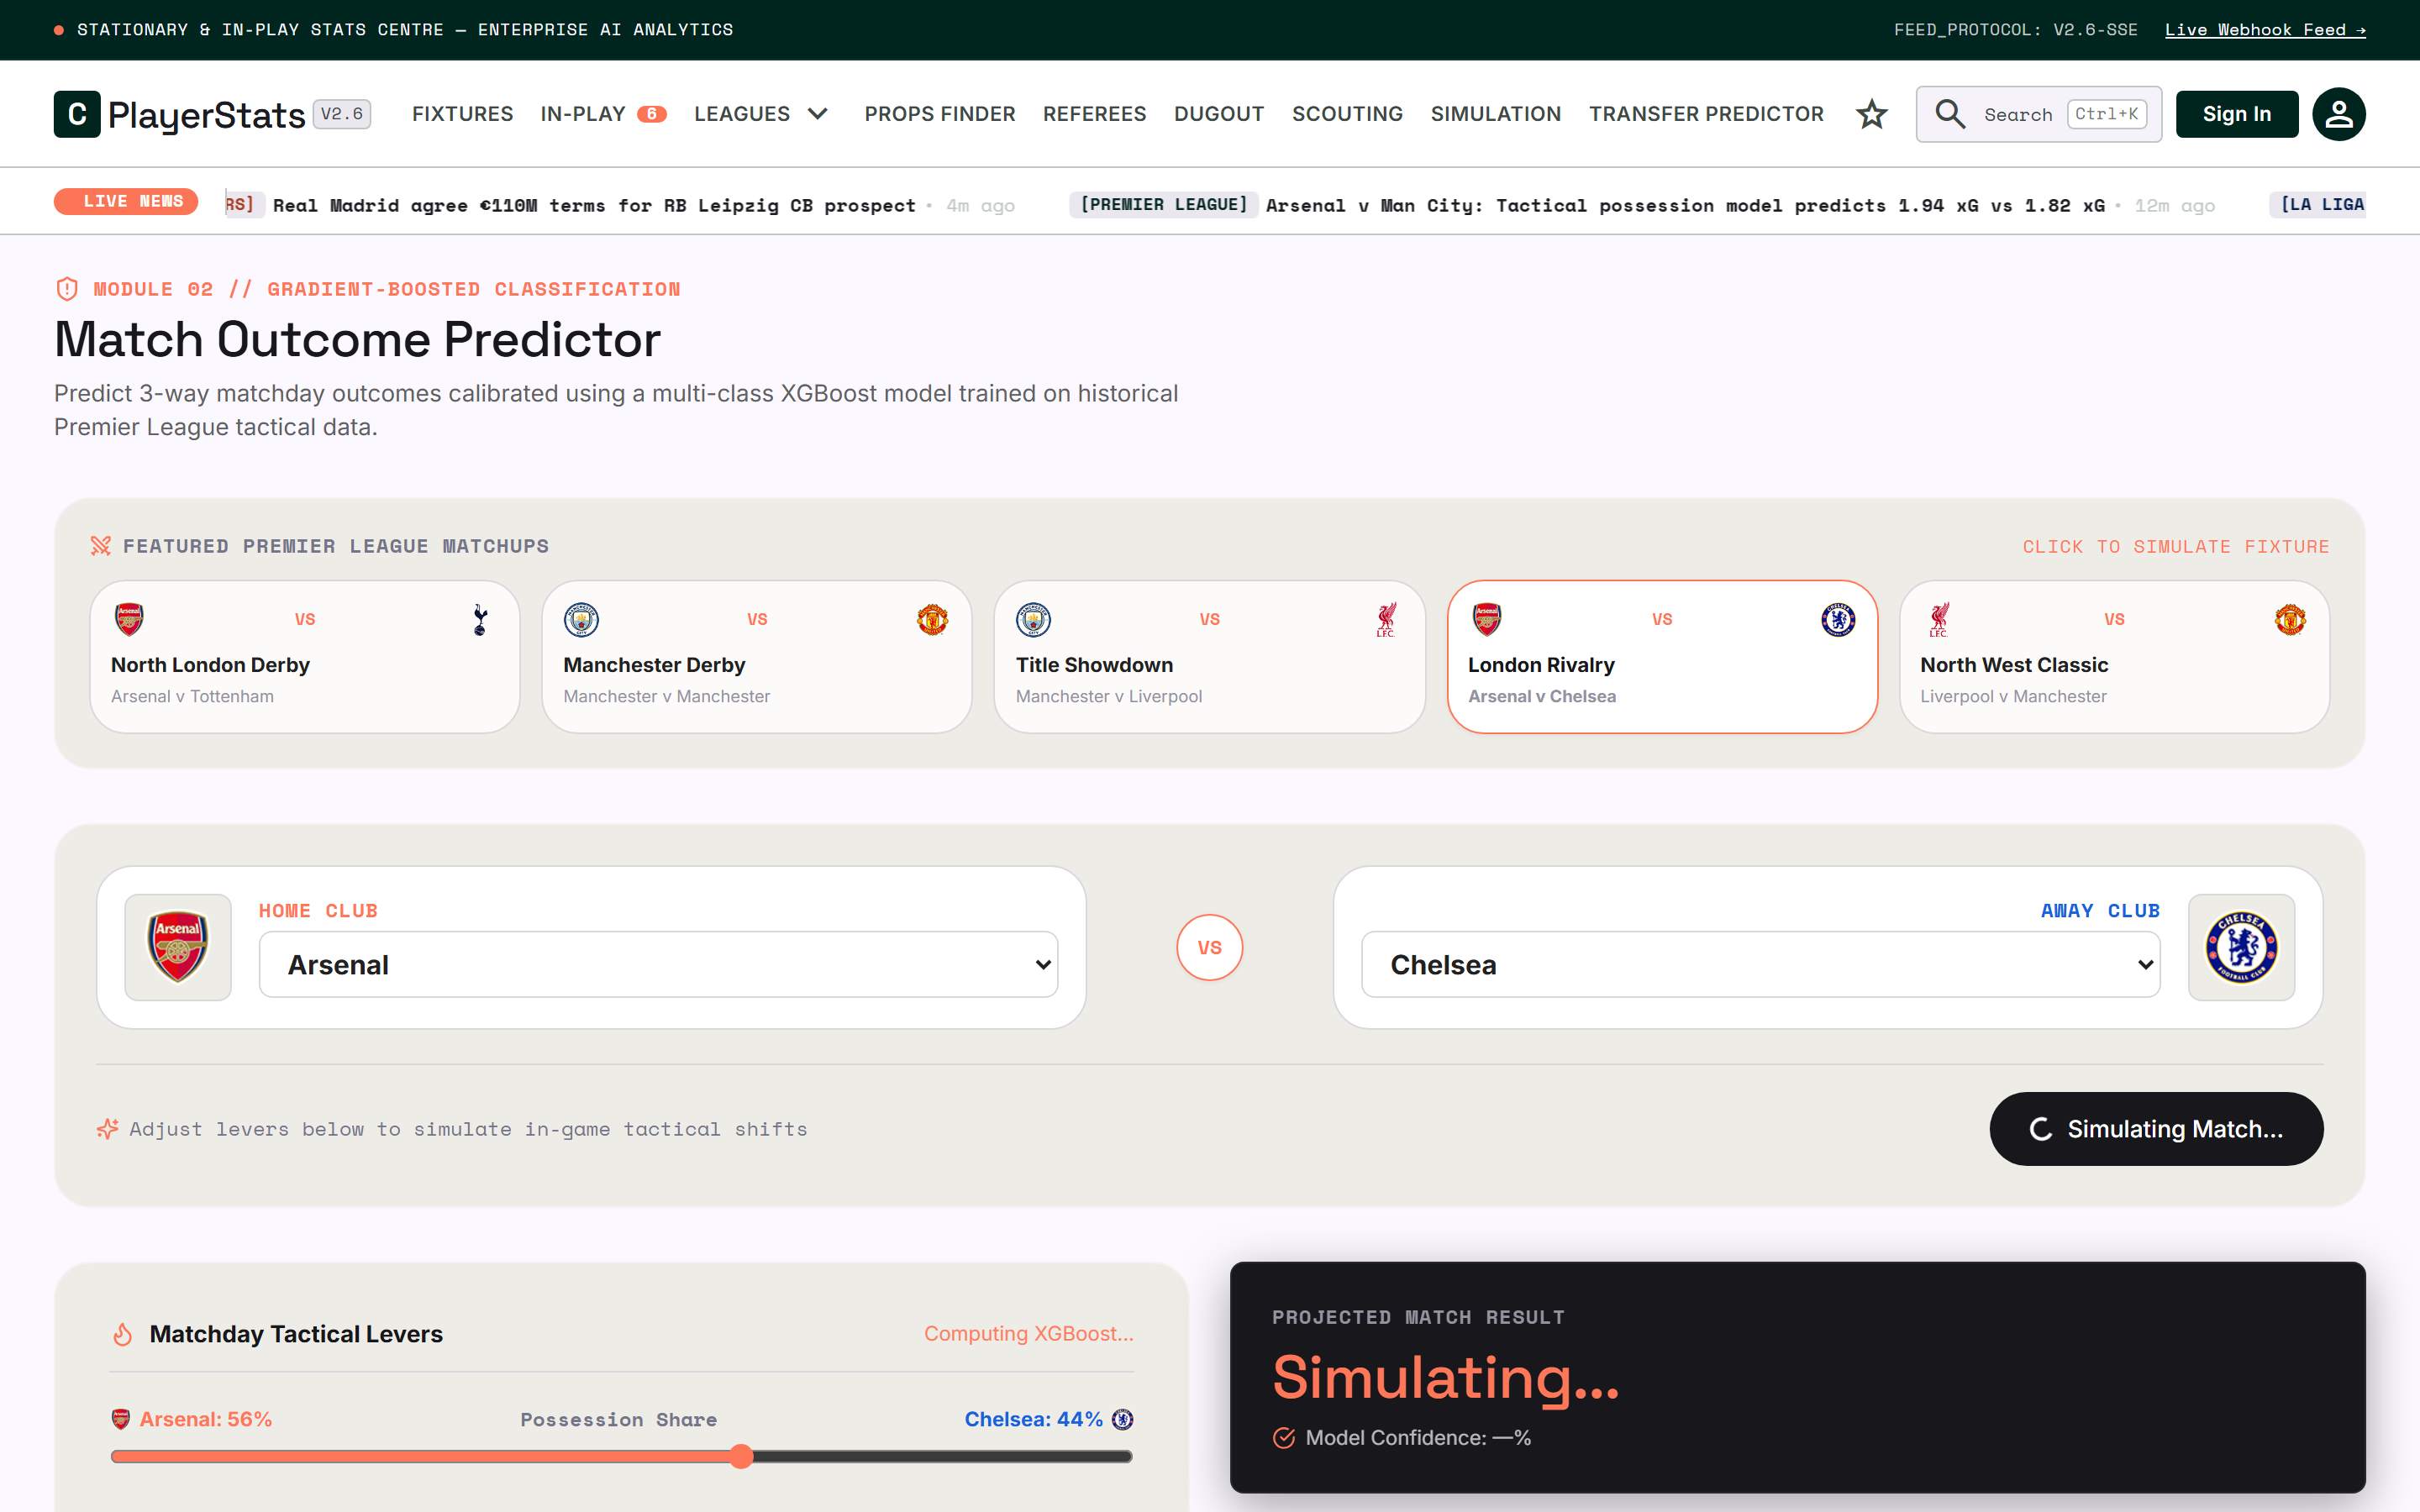 STATIONARY & IN-PLAY STATS CENTRE — ENTERPRISE AI ANALYTICS
FEED_PROTOCOL: V2.6-SSE
Live Webhook Feed →
C PlayerStats V2.6
FIXTURES
IN-PLAY 6
LEAGUES
PROPS FINDER
REFEREES
DUGOUT
SCOUTING
SIMULATION
TRANSFER PREDICTOR
Search Ctrl+K
Sign In
LIVE NEWS
RS] Real Madrid agree €110M terms for RB Leipzig CB prospect • 4m ago
[PREMIER LEAGUE] Arsenal v Man City: Tactical possession model predicts 1.94 xG vs 1.82 xG • 12m ago
[LA LIGA
MODULE 02 // GRADIENT-BOOSTED CLASSIFICATION
Match Outcome Predictor
Predict 3-way matchday outcomes calibrated using a multi-class XGBoost model trained on historical
Premier League tactical data.
FEATURED PREMIER LEAGUE MATCHUPS
CLICK TO SIMULATE FIXTURE
VS
North London Derby
Arsenal v Tottenham
VS
Manchester Derby
Manchester v Manchester
VS
Title Showdown
Manchester v Liverpool
VS
London Rivalry
Arsenal v Chelsea
VS
North West Classic
Liverpool v Manchester
Arsenal
HOME CLUB
Arsenal
VS
AWAY CLUB
Chelsea
CHELSEA
FOOTBALL CLUB
Adjust levers below to simulate in-game tactical shifts
Simulating Match...
Matchday Tactical Levers
Computing XGBoost...
Arsenal: 56%
Possession Share
Chelsea: 44%
PROJECTED MATCH RESULT
Simulating...
Model Confidence: —%